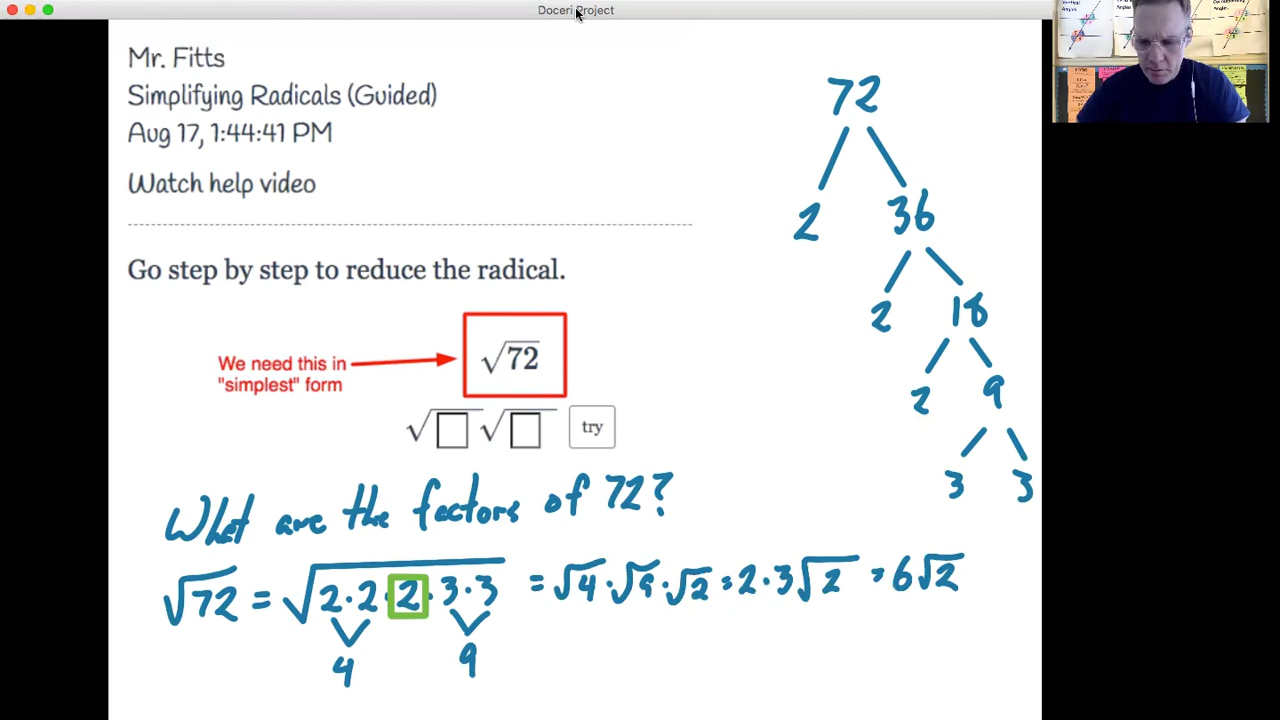 Doceri Project
Mr. Fitts
Simplifying Radicals (Guided)
Aug 17, 1:44:41 PM
Watch help video
Go step by step to reduce the radical.
We need this in
"simplest" form
√72
√□ √□ try
What are the factors of 72?
√72 = √2·2·2·3·3 = √4·√9·√2 = 2·3√2 = 6√2
4 9
72
2 36
2 18
2 9
3 3